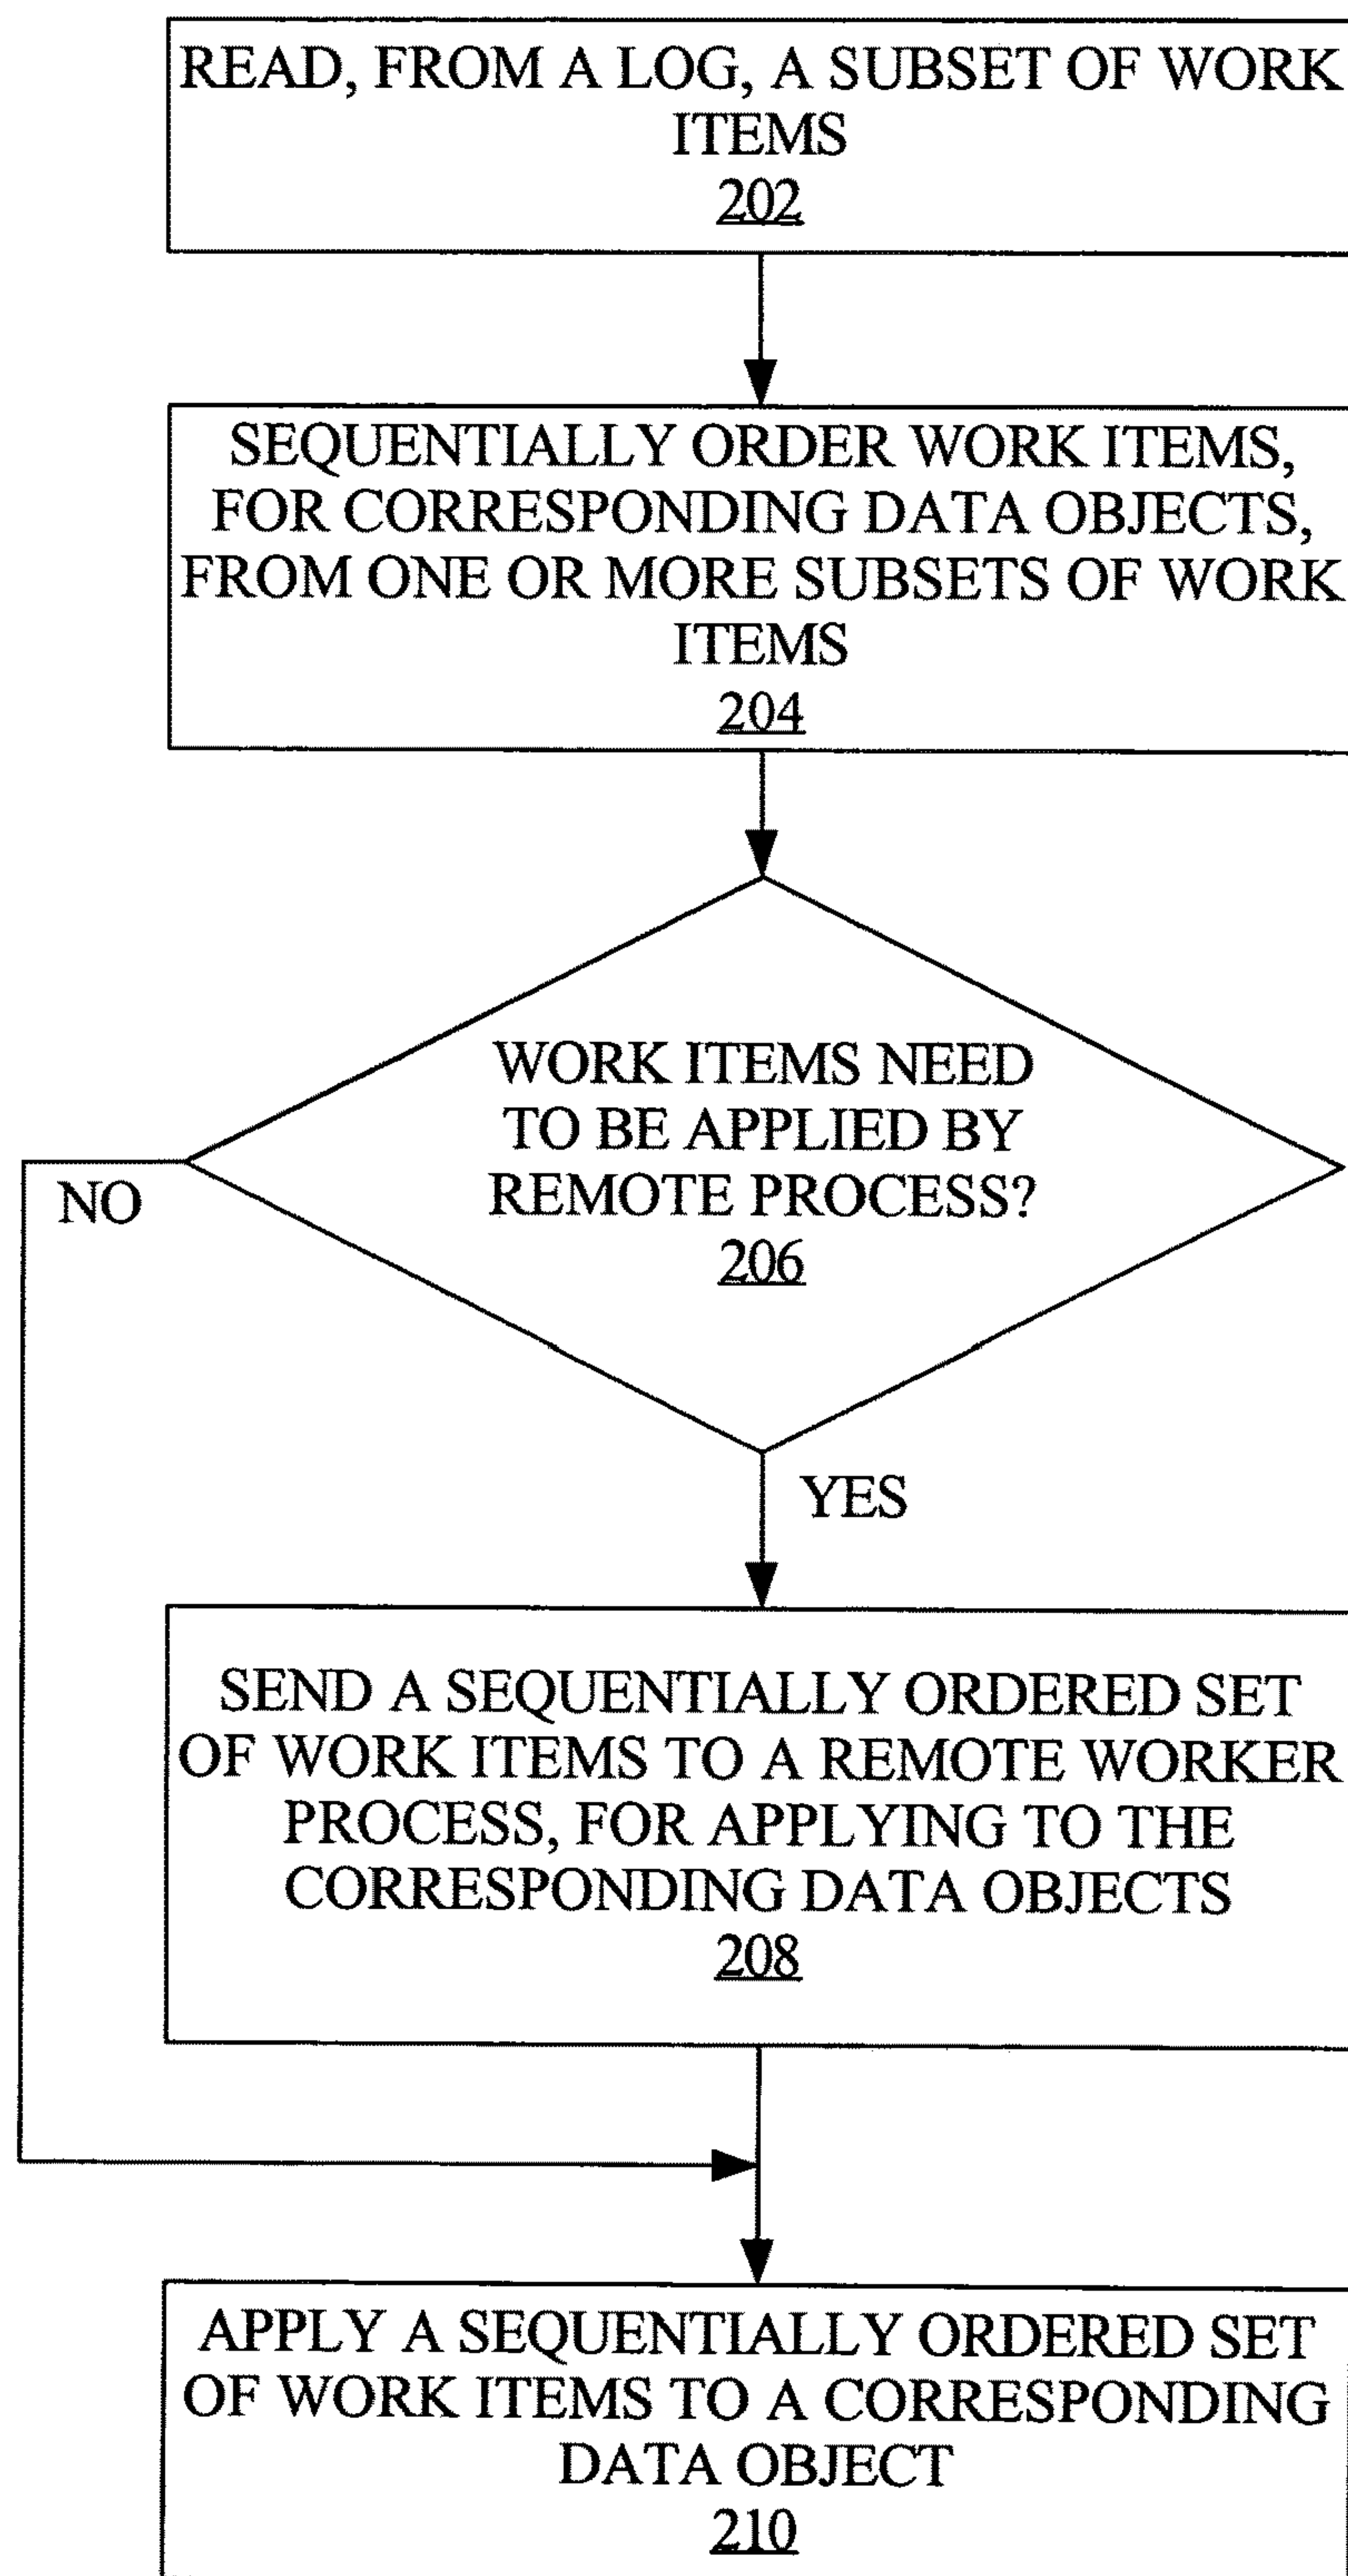 READ, FROM A LOG, A SUBSET OF WORK
ITEMS
202
SEQUENTIALLY ORDER WORK ITEMS,
FOR CORRESPONDING DATA OBJECTS,
FROM ONE OR MORE SUBSETS OF WORK
ITEMS
204
WORK ITEMS NEED
TO BE APPLIED BY
REMOTE PROCESS?
206
NO
YES
SEND A SEQUENTIALLY ORDERED SET
OF WORK ITEMS TO A REMOTE WORKER
PROCESS, FOR APPLYING TO THE
CORRESPONDING DATA OBJECTS
208
APPLY A SEQUENTIALLY ORDERED SET
OF WORK ITEMS TO A CORRESPONDING
DATA OBJECT
210